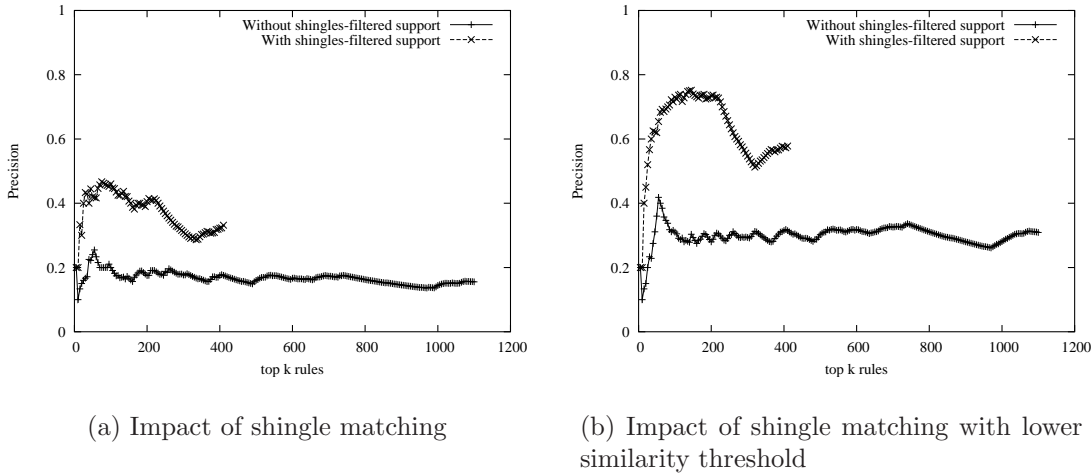 1
0.8
0.6
0.4
0.2
0
0 200 400 600 800 1000 1200
Precision
top k rules
Without shingles-filtered support
With shingles-filtered support
(a) Impact of shingle matching
1
0.8
0.6
0.4
0.2
0
0 200 400 600 800 1000 1200
Precision
top k rules
Without shingles-filtered support
With shingles-filtered support
(b) Impact of shingle matching with lower
similarity threshold